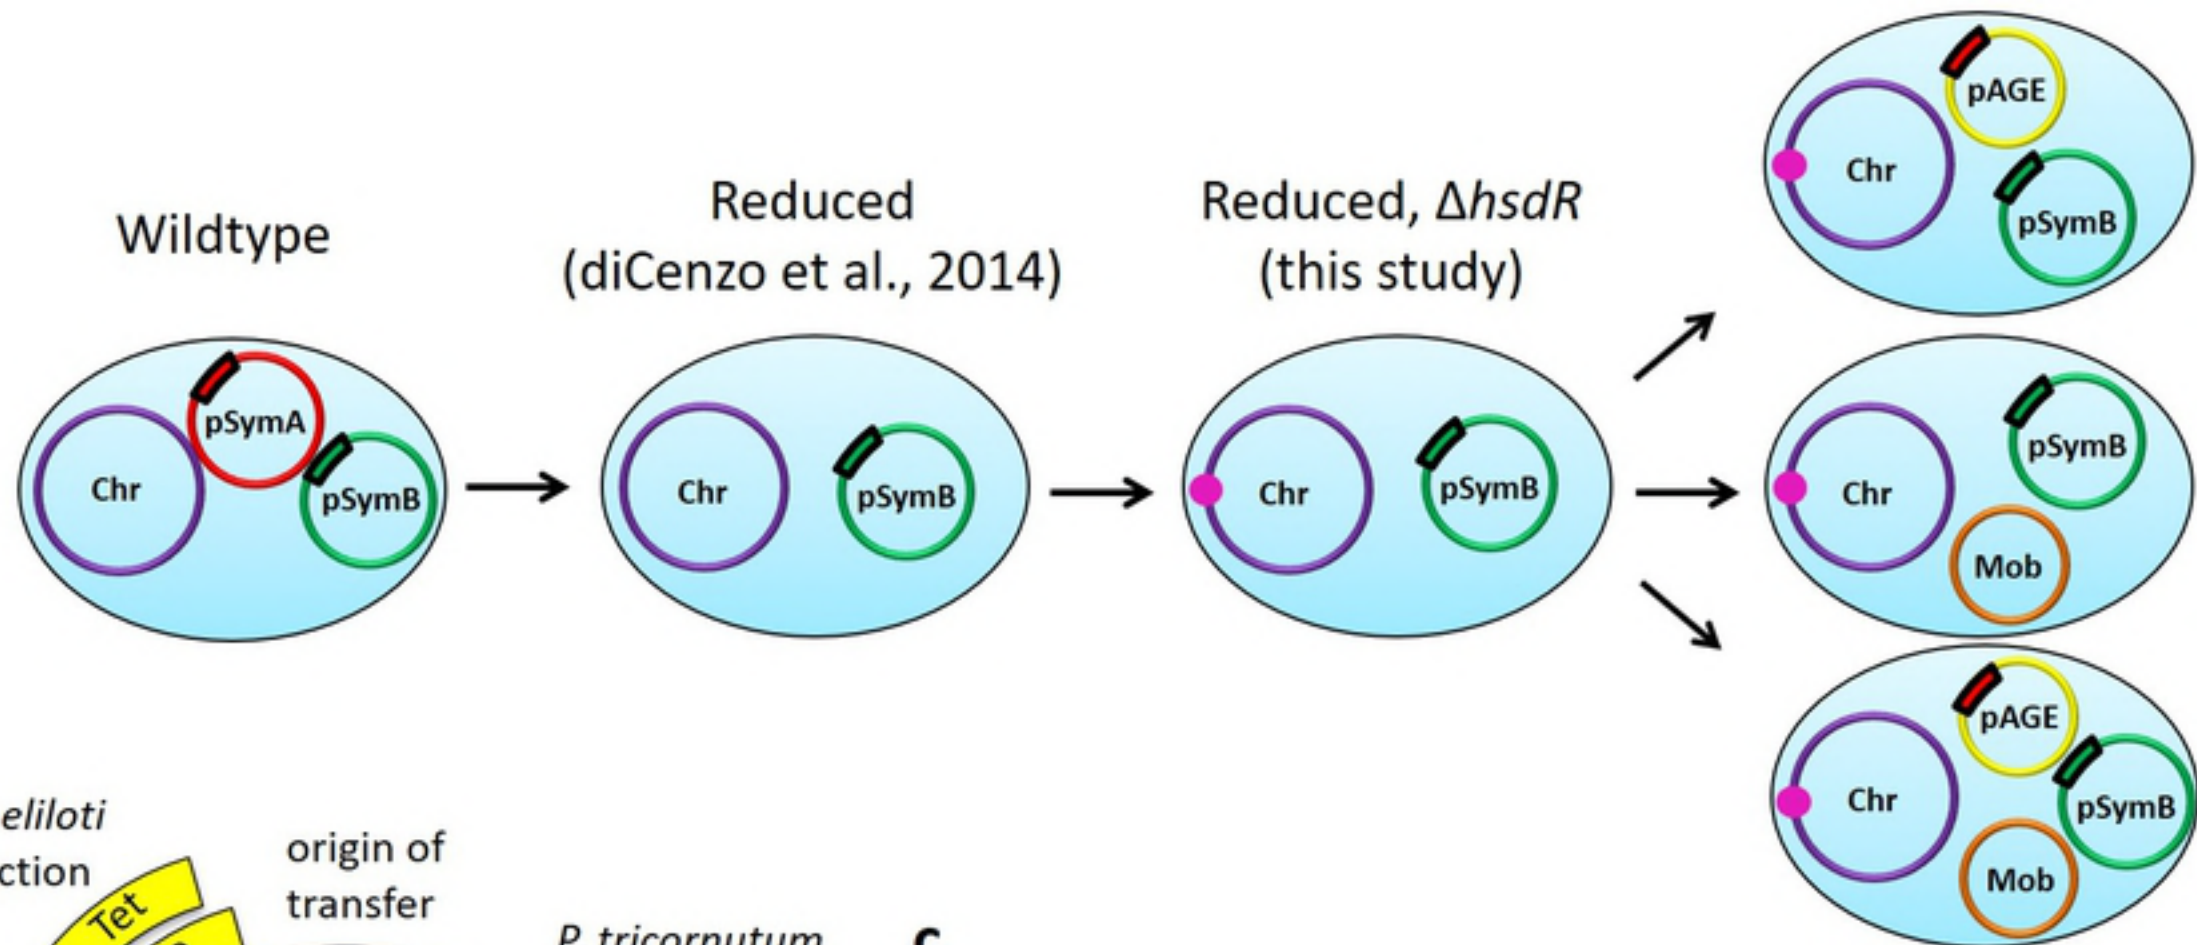 Wildtype
Reduced
(diCenzo et al., 2014)
Reduced, ΔhsdR
(this study)
Chr
pSymA
pSymB
Chr
pSymB
Chr
pSymB
pAGE
Chr
pSymB
pSymB
Chr
Mob
pAGE
Chr
pSymB
Mob
eliloti
ction
Tet
origin of
transfer
P. tricornutum
c